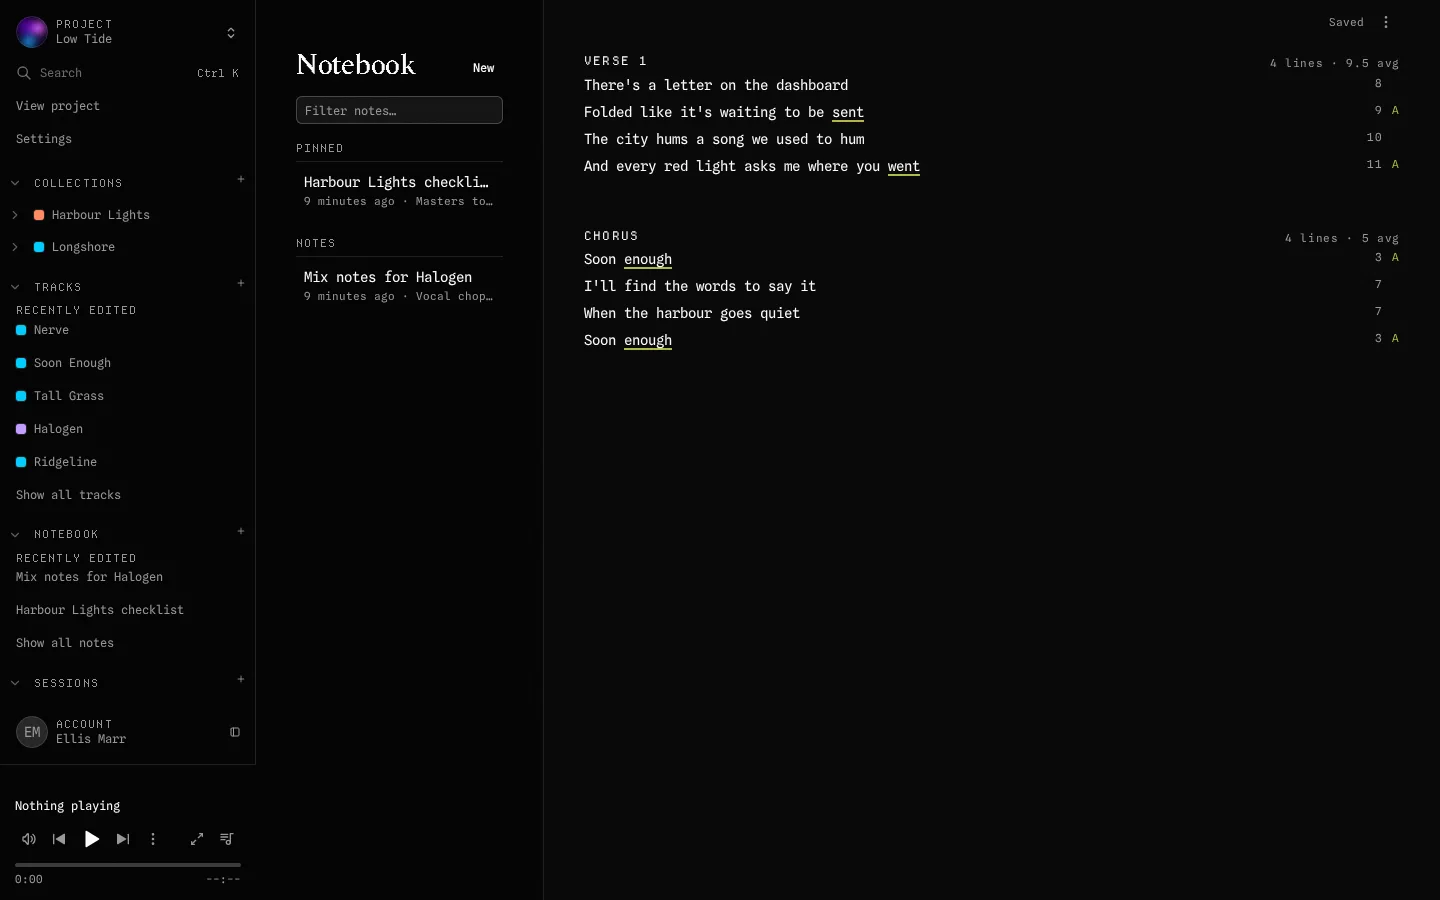 PROJECT
Low Tide
Search Ctrl K
View project
Settings
COLLECTIONS +
Harbour Lights
Longshore
TRACKS +
RECENTLY EDITED
Nerve
Soon Enough
Tall Grass
Halogen
Ridgeline
Show all tracks
NOTEBOOK +
RECENTLY EDITED
Mix notes for Halogen
Harbour Lights checklist
Show all notes
SESSIONS +
EM
ACCOUNT
Ellis Marr
Nothing playing
0:00 --:--
Notebook New
Filter notes…
PINNED
Harbour Lights checkli…
9 minutes ago · Masters to…
NOTES
Mix notes for Halogen
9 minutes ago · Vocal chop…
Saved
VERSE 1 4 lines · 9.5 avg
There's a letter on the dashboard 8
Folded like it's waiting to be sent 9 A
The city hums a song we used to hum 10
And every red light asks me where you went 11 A
CHORUS 4 lines · 5 avg
Soon enough 3 A
I'll find the words to say it 7
When the harbour goes quiet 7
Soon enough 3 A